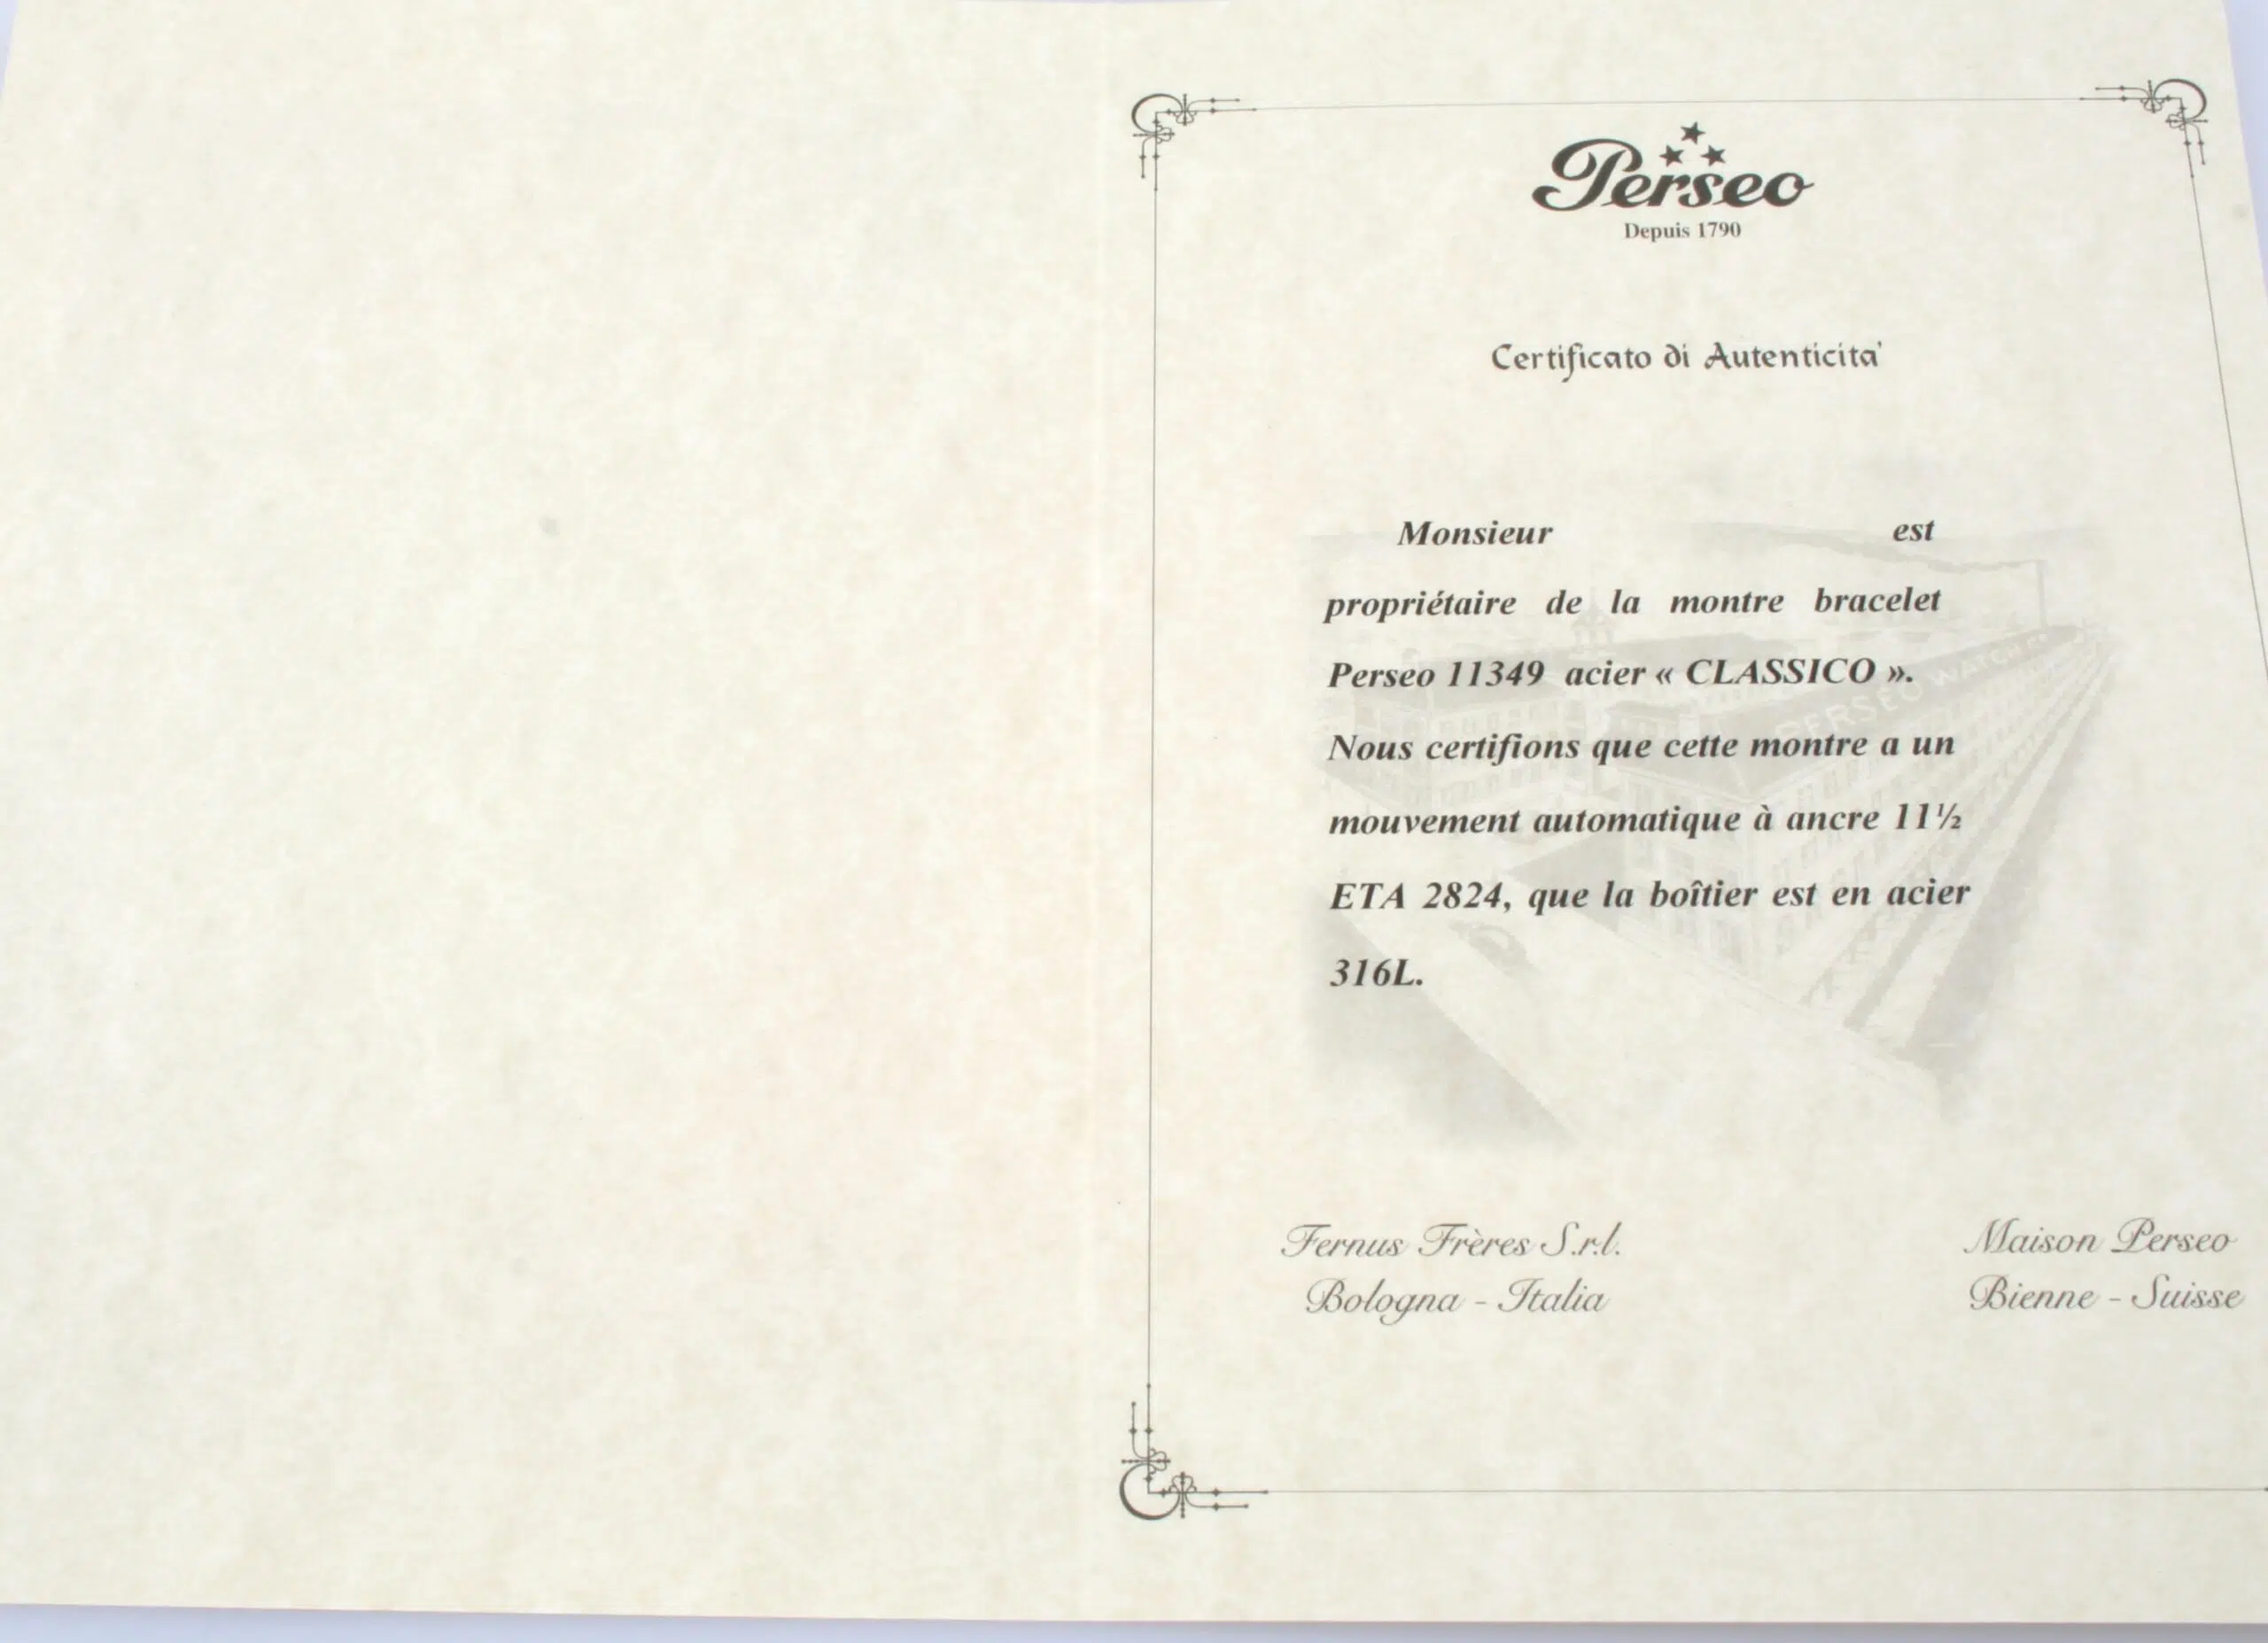 Perseo
Depuis 1790
Certificato di Autenticita'
Monsieur est
propriétaire de la montre bracelet
Perseo 11349 acier « CLASSICO ».
Nous certifions que cette montre a un
mouvement automatique à ancre 11½
ETA 2824, que la boîtier est en acier
316L.
PERSEO WATCH
Fernus Frères S.r.l.
Bologna - Italia
Maison Perseo
Bienne - Suisse